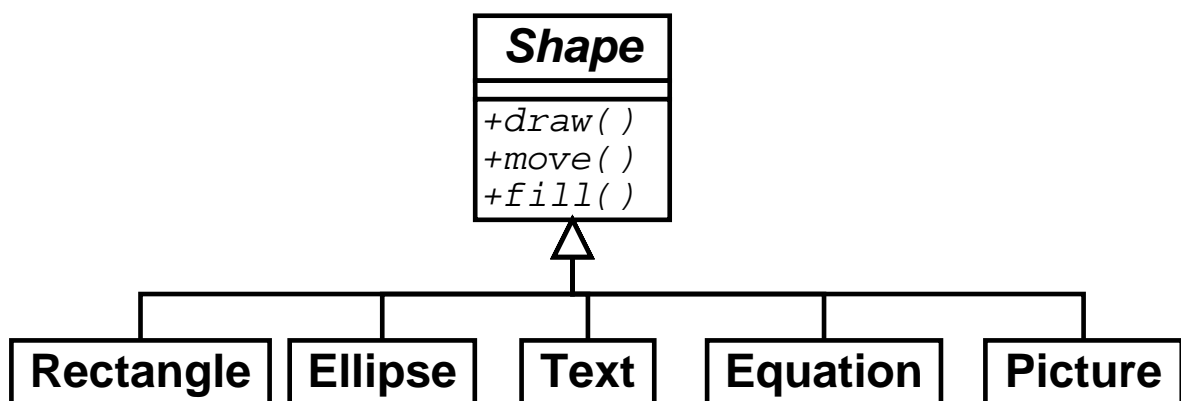 Shape
+draw()
+move()
+fill()
Rectangle Ellipse Text Equation Picture